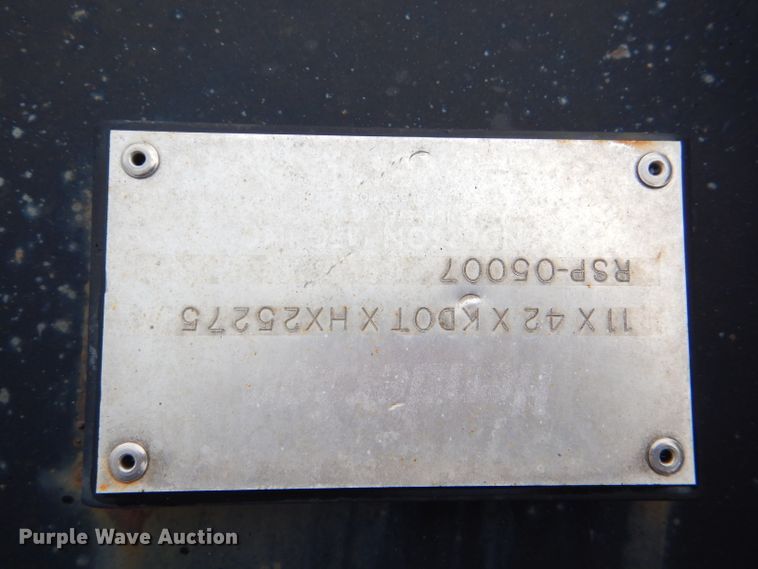 11 X 42 X KDOT X HX25275
RSP-05007
Purple Wave Auction®